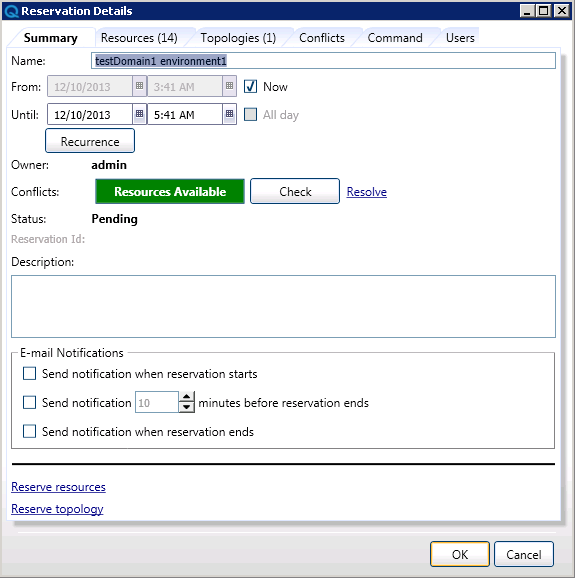 Reservation Details
Summary Resources (14) Topologies (1) Conflicts Command Users
Name: testDomain1 environment1
From: 12/10/2013 3:41 AM Now
Until: 12/10/2013 5:41 AM All day
Recurrence
Owner: admin
Conflicts: Resources Available Check Resolve
Status: Pending
Reservation Id:
Description:
E-mail Notifications
Send notification when reservation starts
Send notification 10 minutes before reservation ends
Send notification when reservation ends
Reserve resources
Reserve topology
OK Cancel